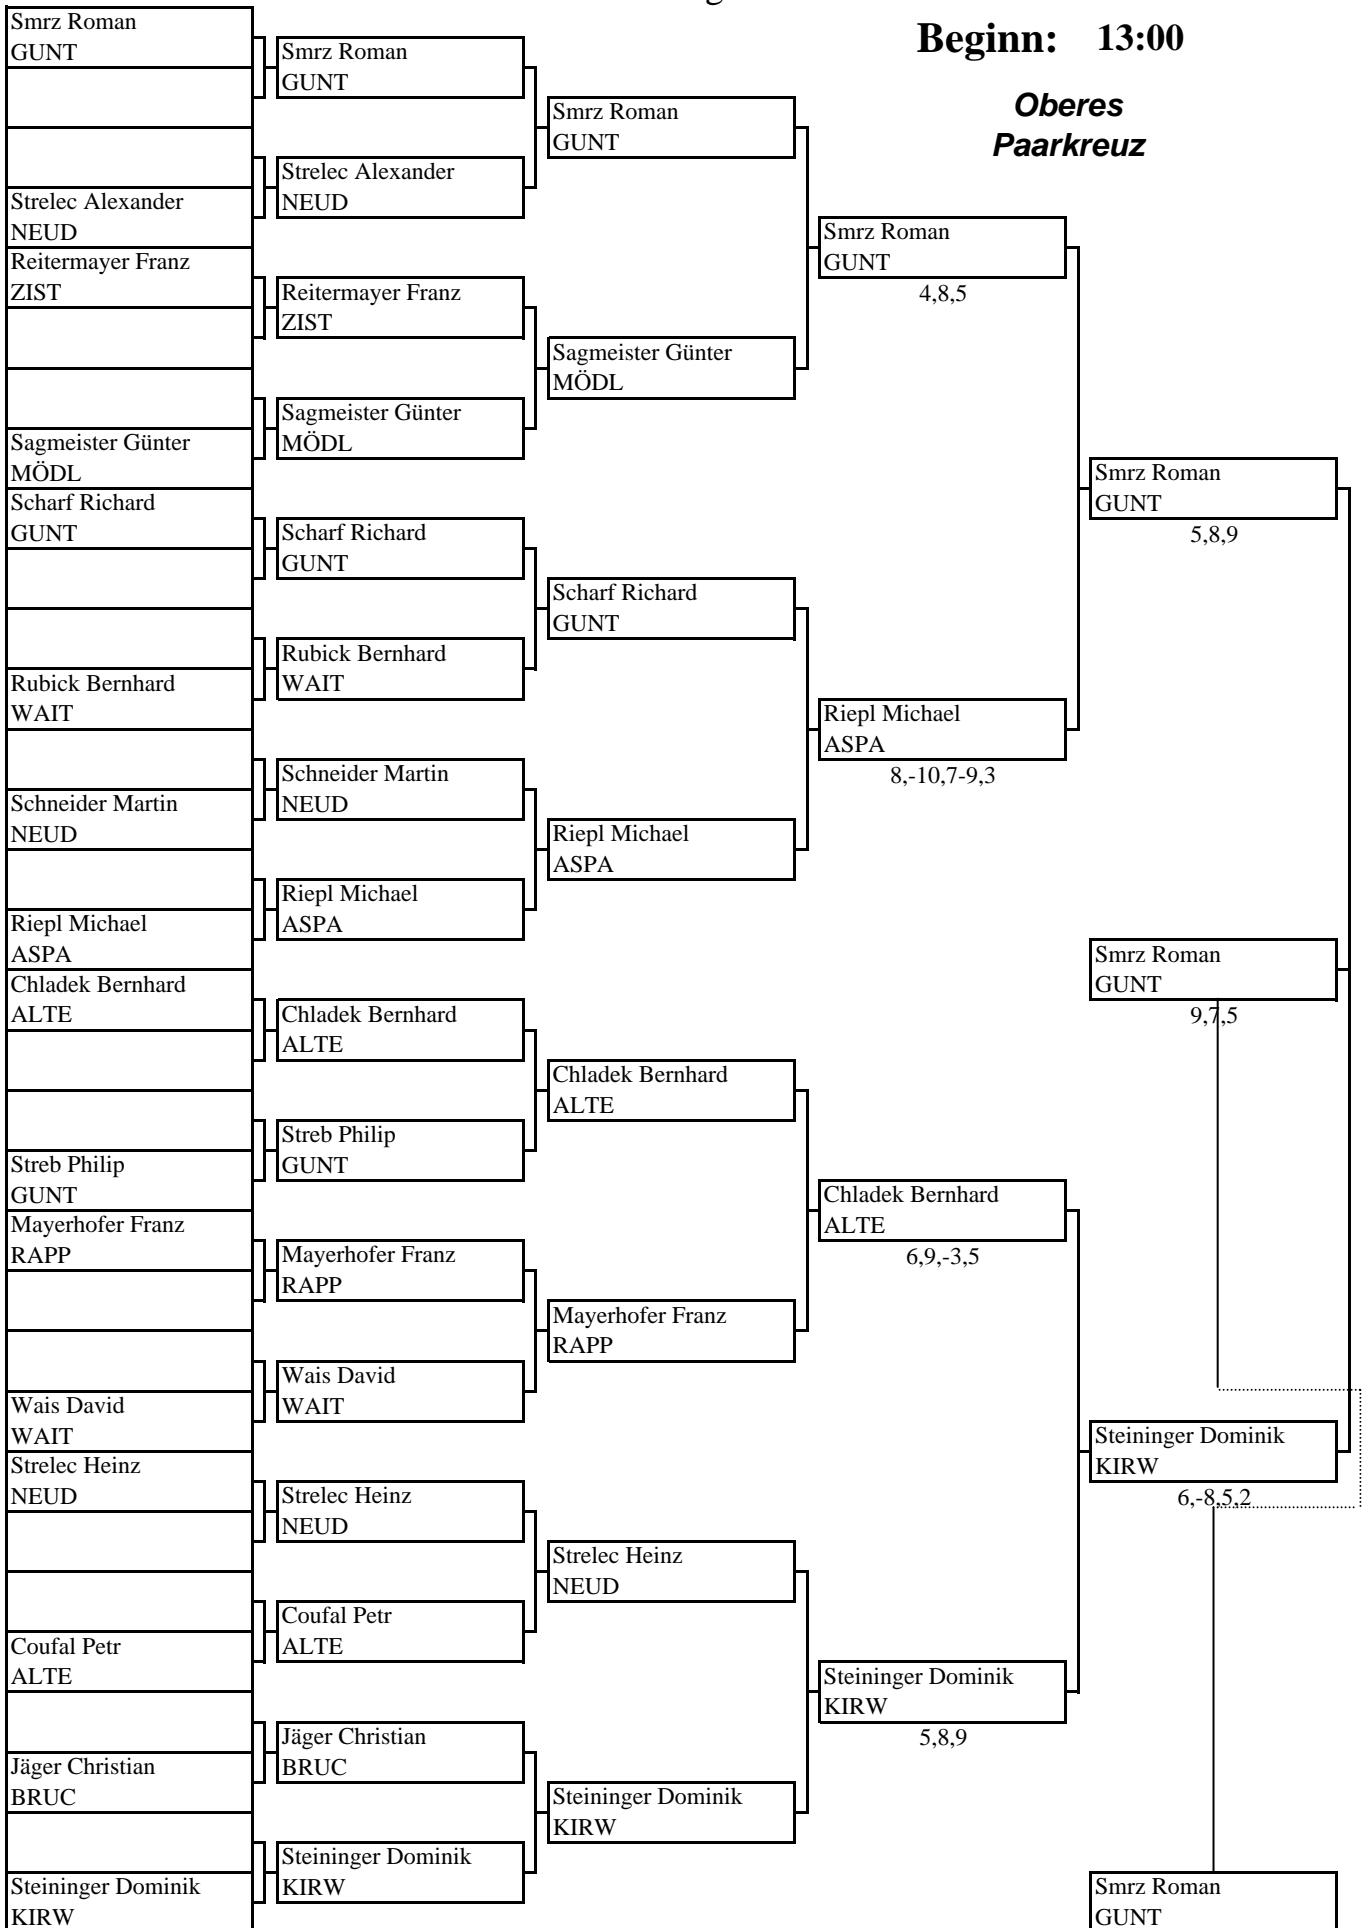 Beginn: 13:00
Oberes
Paarkreuz
Smrz Roman
GUNT
Strelec Alexander
NEUD
Reitermayer Franz
ZIST
Sagmeister Günter
MÖDL
Scharf Richard
GUNT
Rubick Bernhard
WAIT
Schneider Martin
NEUD
Riepl Michael
ASPA
Chladek Bernhard
ALTE
Streb Philip
GUNT
Mayerhofer Franz
RAPP
Wais David
WAIT
Strelec Heinz
NEUD
Coufal Petr
ALTE
Jäger Christian
BRUC
Steininger Dominik
KIRW
Smrz Roman
GUNT
Strelec Alexander
NEUD
Reitermayer Franz
ZIST
Sagmeister Günter
MÖDL
Scharf Richard
GUNT
Rubick Bernhard
WAIT
Schneider Martin
NEUD
Riepl Michael
ASPA
Chladek Bernhard
ALTE
Streb Philip
GUNT
Mayerhofer Franz
RAPP
Wais David
WAIT
Strelec Heinz
NEUD
Coufal Petr
ALTE
Jäger Christian
BRUC
Steininger Dominik
KIRW
Smrz Roman
GUNT
Sagmeister Günter
MÖDL
Scharf Richard
GUNT
Riepl Michael
ASPA
Chladek Bernhard
ALTE
Mayerhofer Franz
RAPP
Strelec Heinz
NEUD
Steininger Dominik
KIRW
Smrz Roman
GUNT
4,8,5
Riepl Michael
ASPA
8,-10,7-9,3
Chladek Bernhard
ALTE
6,9,-3,5
Steininger Dominik
KIRW
5,8,9
Smrz Roman
GUNT
5,8,9
Smrz Roman
GUNT
9,7,5
Steininger Dominik
KIRW
6,-8,5,2
Smrz Roman
GUNT